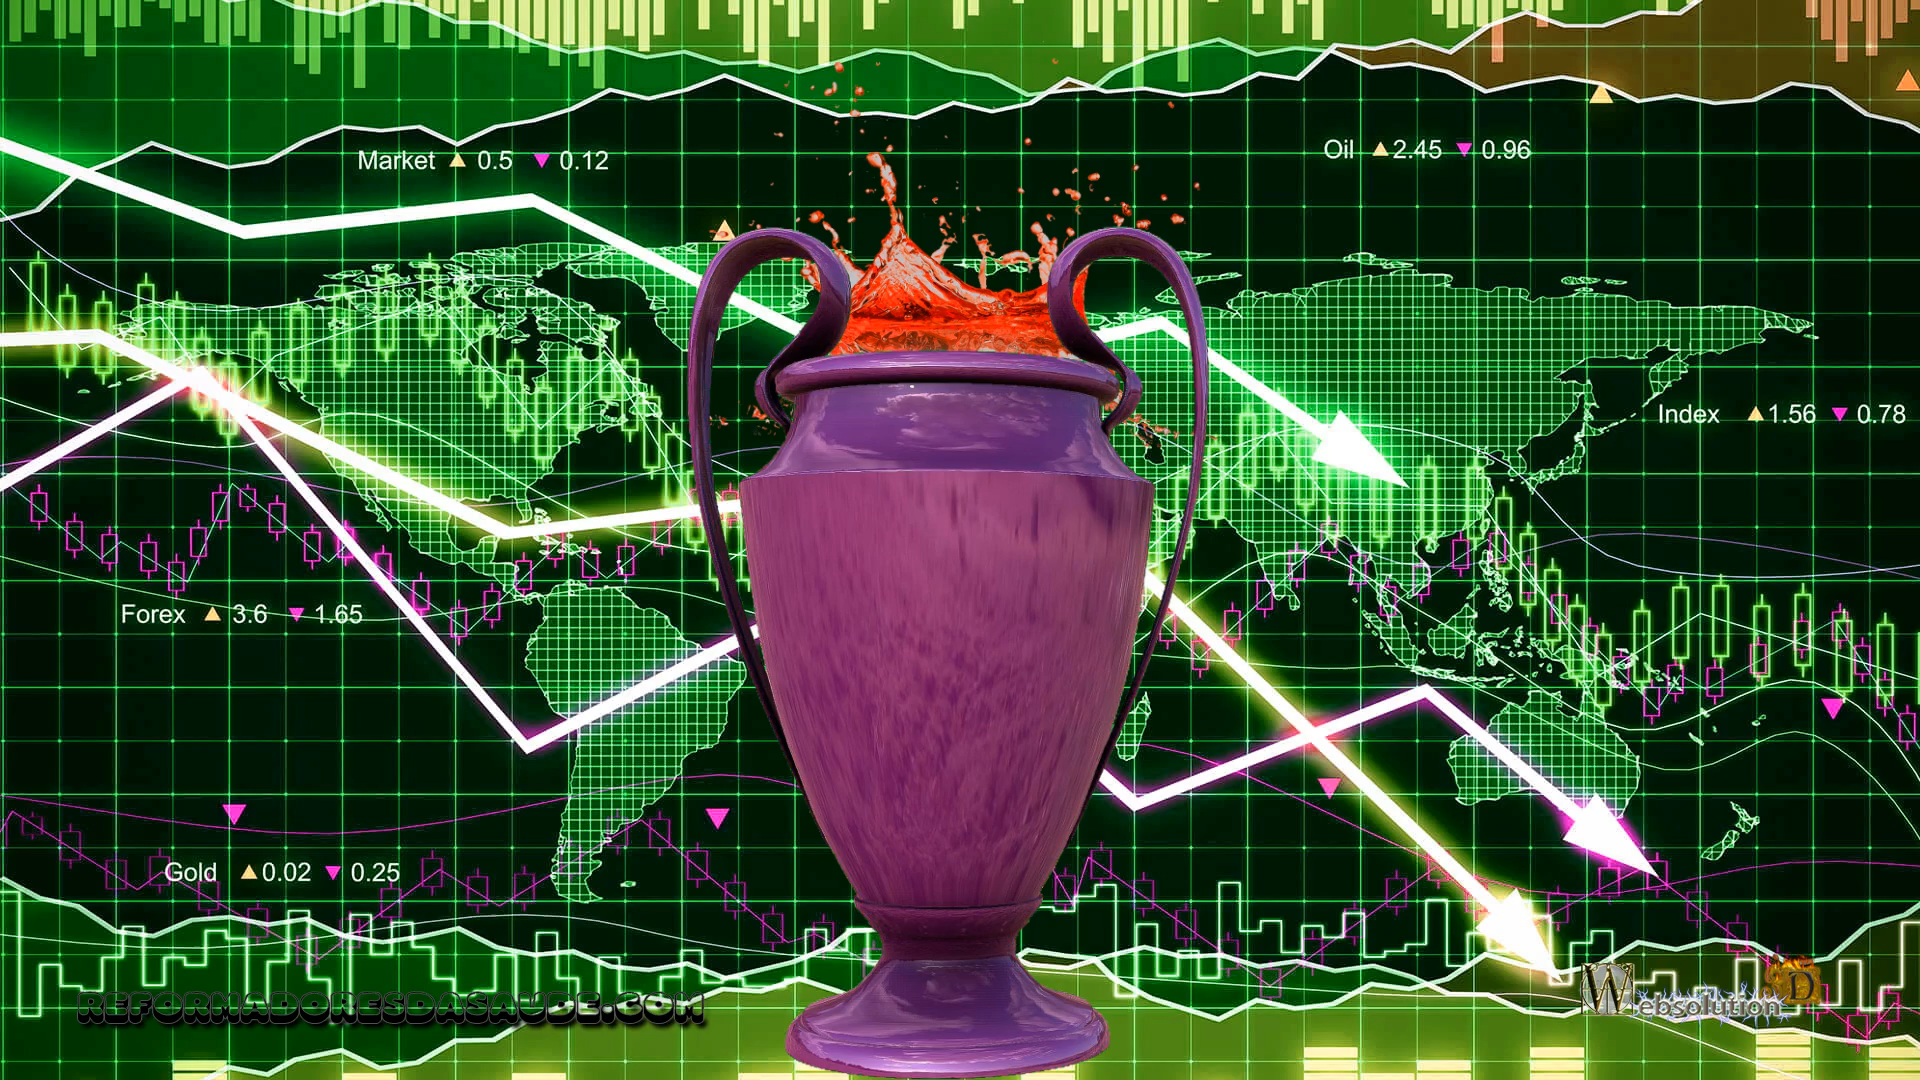 Oil ▲2.45 ▼ 0.96
Market ▲ 0.5 ▼ 0.12
Index ▲1.56 ▼ 0.78
Forex ▲ 3.6 ▼ 1.65
Gold ▲0.02 ▼ 0.25
REFORMADORESDASAUDE.COM
Websolution D